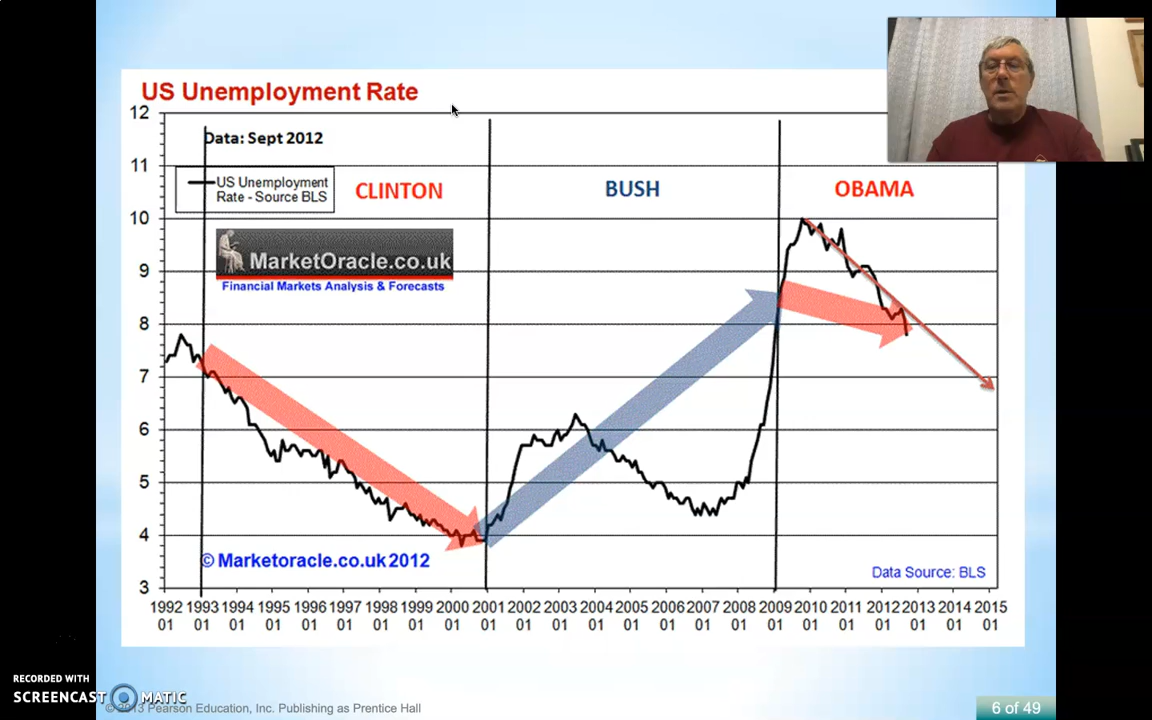 US Unemployment Rate
12
Data: Sept 2012
11
US Unemployment
Rate - Source BLS
CLINTON
BUSH
OBAMA
10
MarketOracle.co.uk
Financial Markets Analysis & Forecasts
9
8
7
6
5
4
© Marketoracle.co.uk 2012
Data Source: BLS
3
1992 1993 1994 1995 1996 1997 1998 1999 2000 2001 2002 2003 2004 2005 2006 2007 2008 2009 2010 2011 2012 2013 2014 2015
01 01 01 01 01 01 01 01 01 01 01 01 01 01 01 01 01 01 01 01 01 01 01 01
RECORDED WITH
SCREENCAST MATIC
© 2013 Pearson Education, Inc. Publishing as Prentice Hall
6 of 49